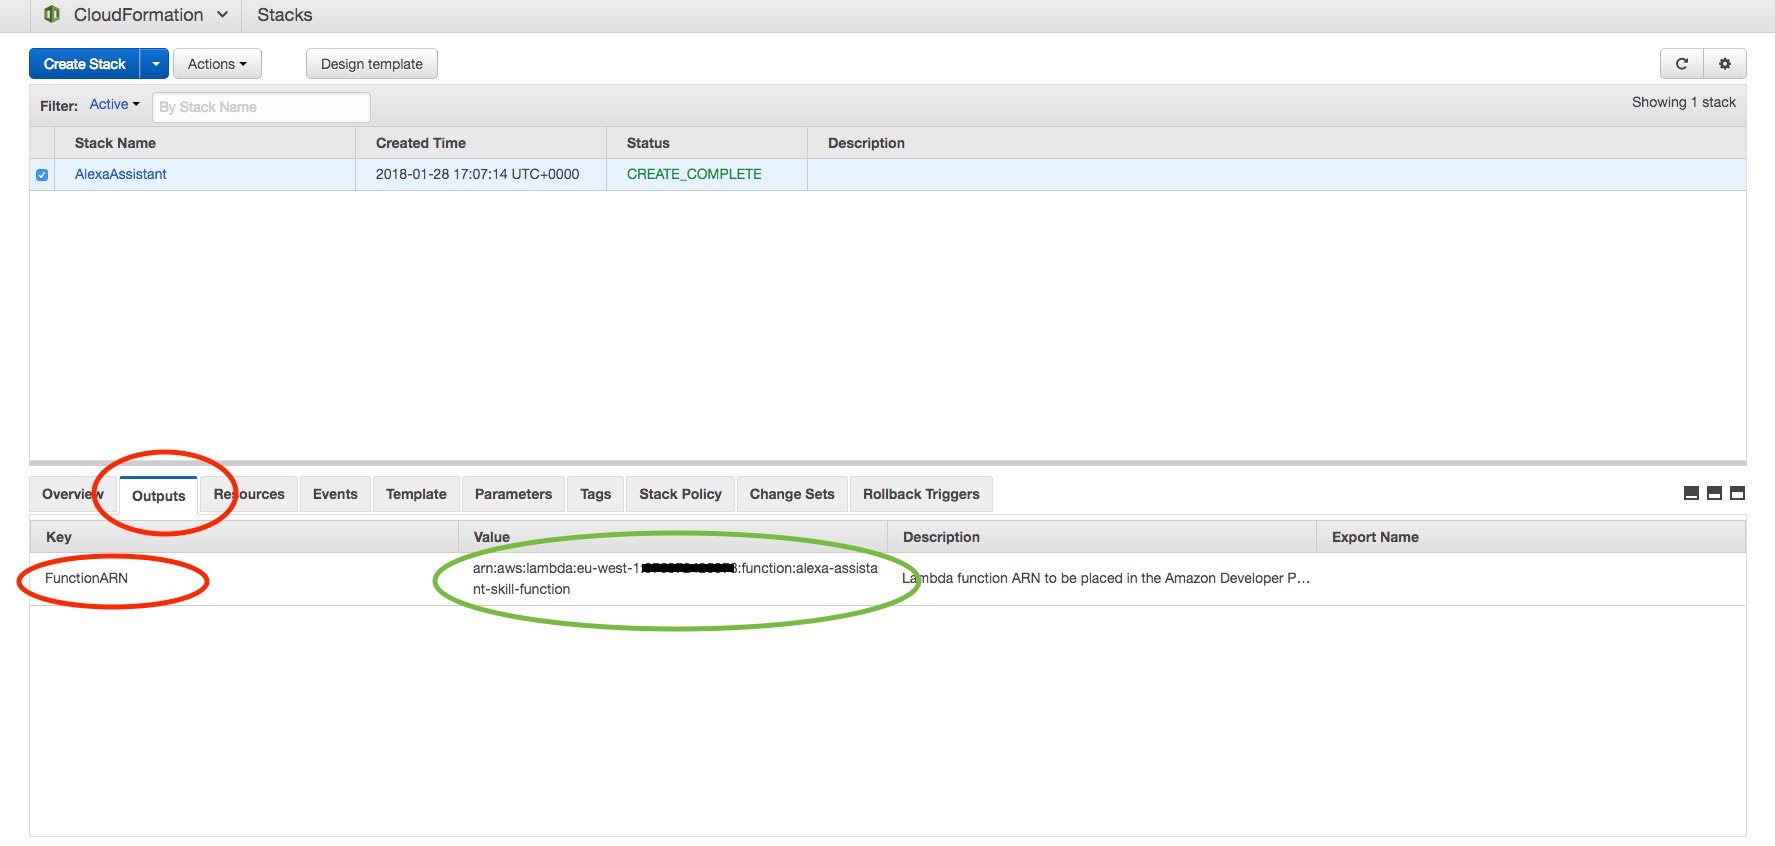 CloudFormation Stacks
Create Stack Actions Design template
Filter: Active By Stack Name Showing 1 stack
Stack Name Created Time Status Description
AlexaAssistant 2018-01-28 17:07:14 UTC+0000 CREATE_COMPLETE
Overview Outputs Resources Events Template Parameters Tags Stack Policy Change Sets Rollback Triggers
Key Value Description Export Name
FunctionARN arn:aws:lambda:eu-west-1: :function:alexa-assista Lambda function ARN to be placed in the Amazon Developer P...
nt-skill-function